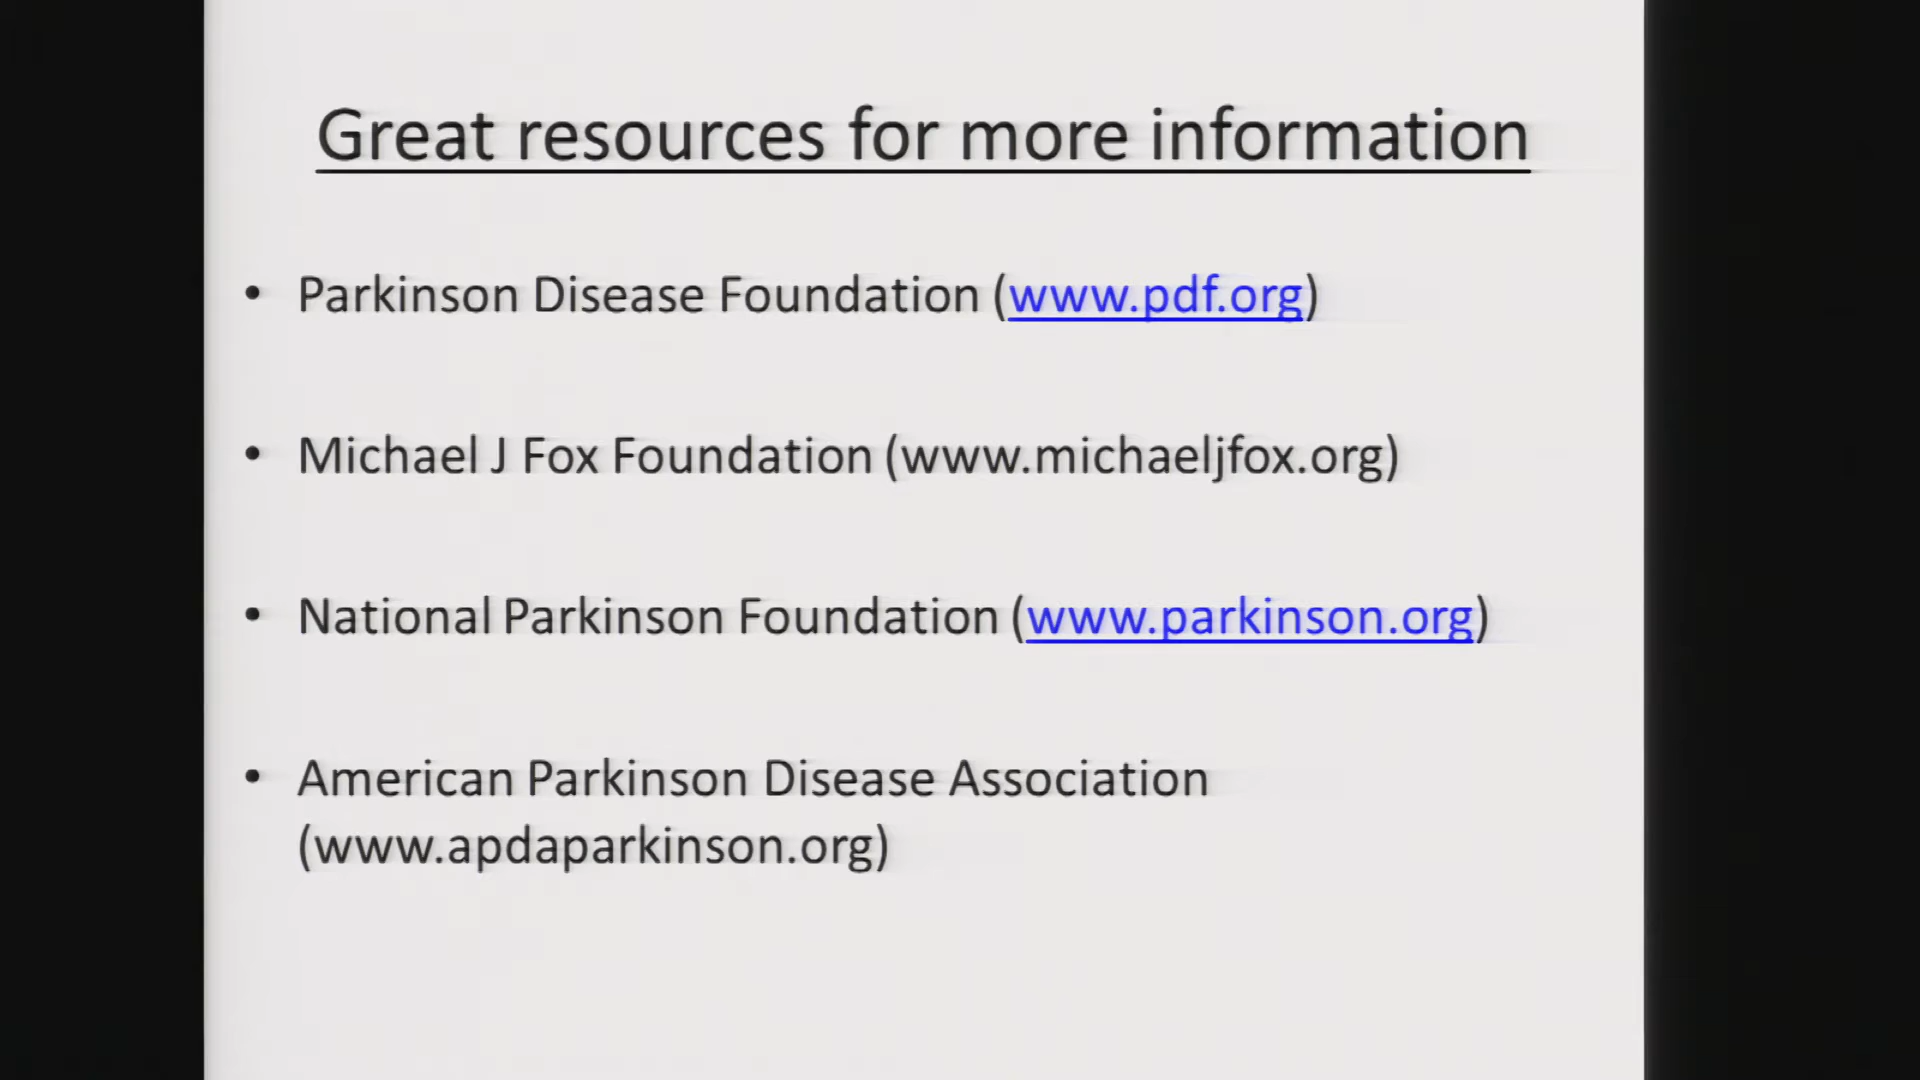 Great resources for more information
• Parkinson Disease Foundation (www.pdf.org)
• Michael J Fox Foundation (www.michaeljfox.org)
• National Parkinson Foundation (www.parkinson.org)
• American Parkinson Disease Association
(www.apdaparkinson.org)